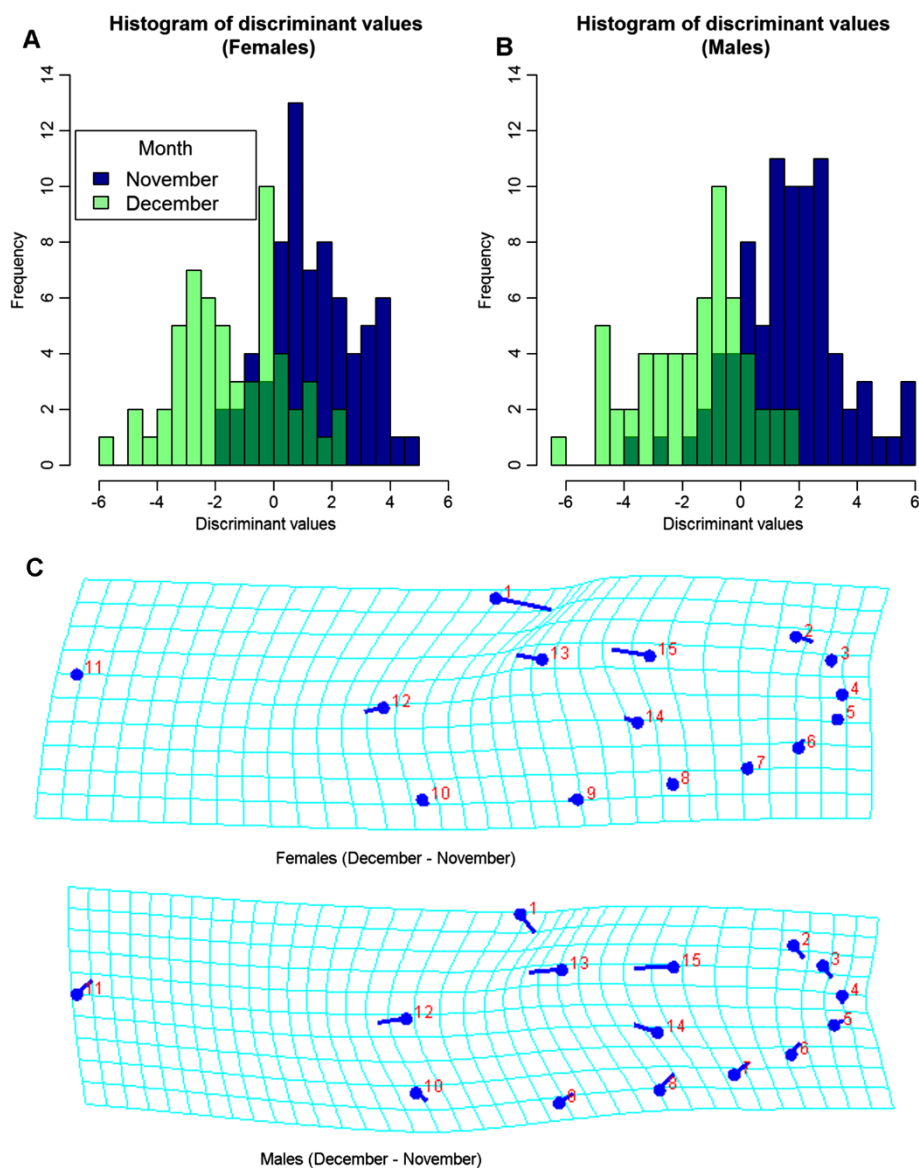 A
Histogram of discriminant values
(Females)
14
12
10
8
6
4
2
0
Frequency
Month
November
December
-6 -4 -2 0 2 4 6
Discriminant values
B
Histogram of discriminant values
(Males)
14
12
10
8
6
4
2
0
Frequency
-6 -4 -2 0 2 4 6
Discriminant values
C
1
2
13 15 3
11
4
12 14 5
6
7
8
10 9
Females (December - November)
1
2
13 15 3
11 4
12 14 5
6
7
10 8
9
Males (December - November)